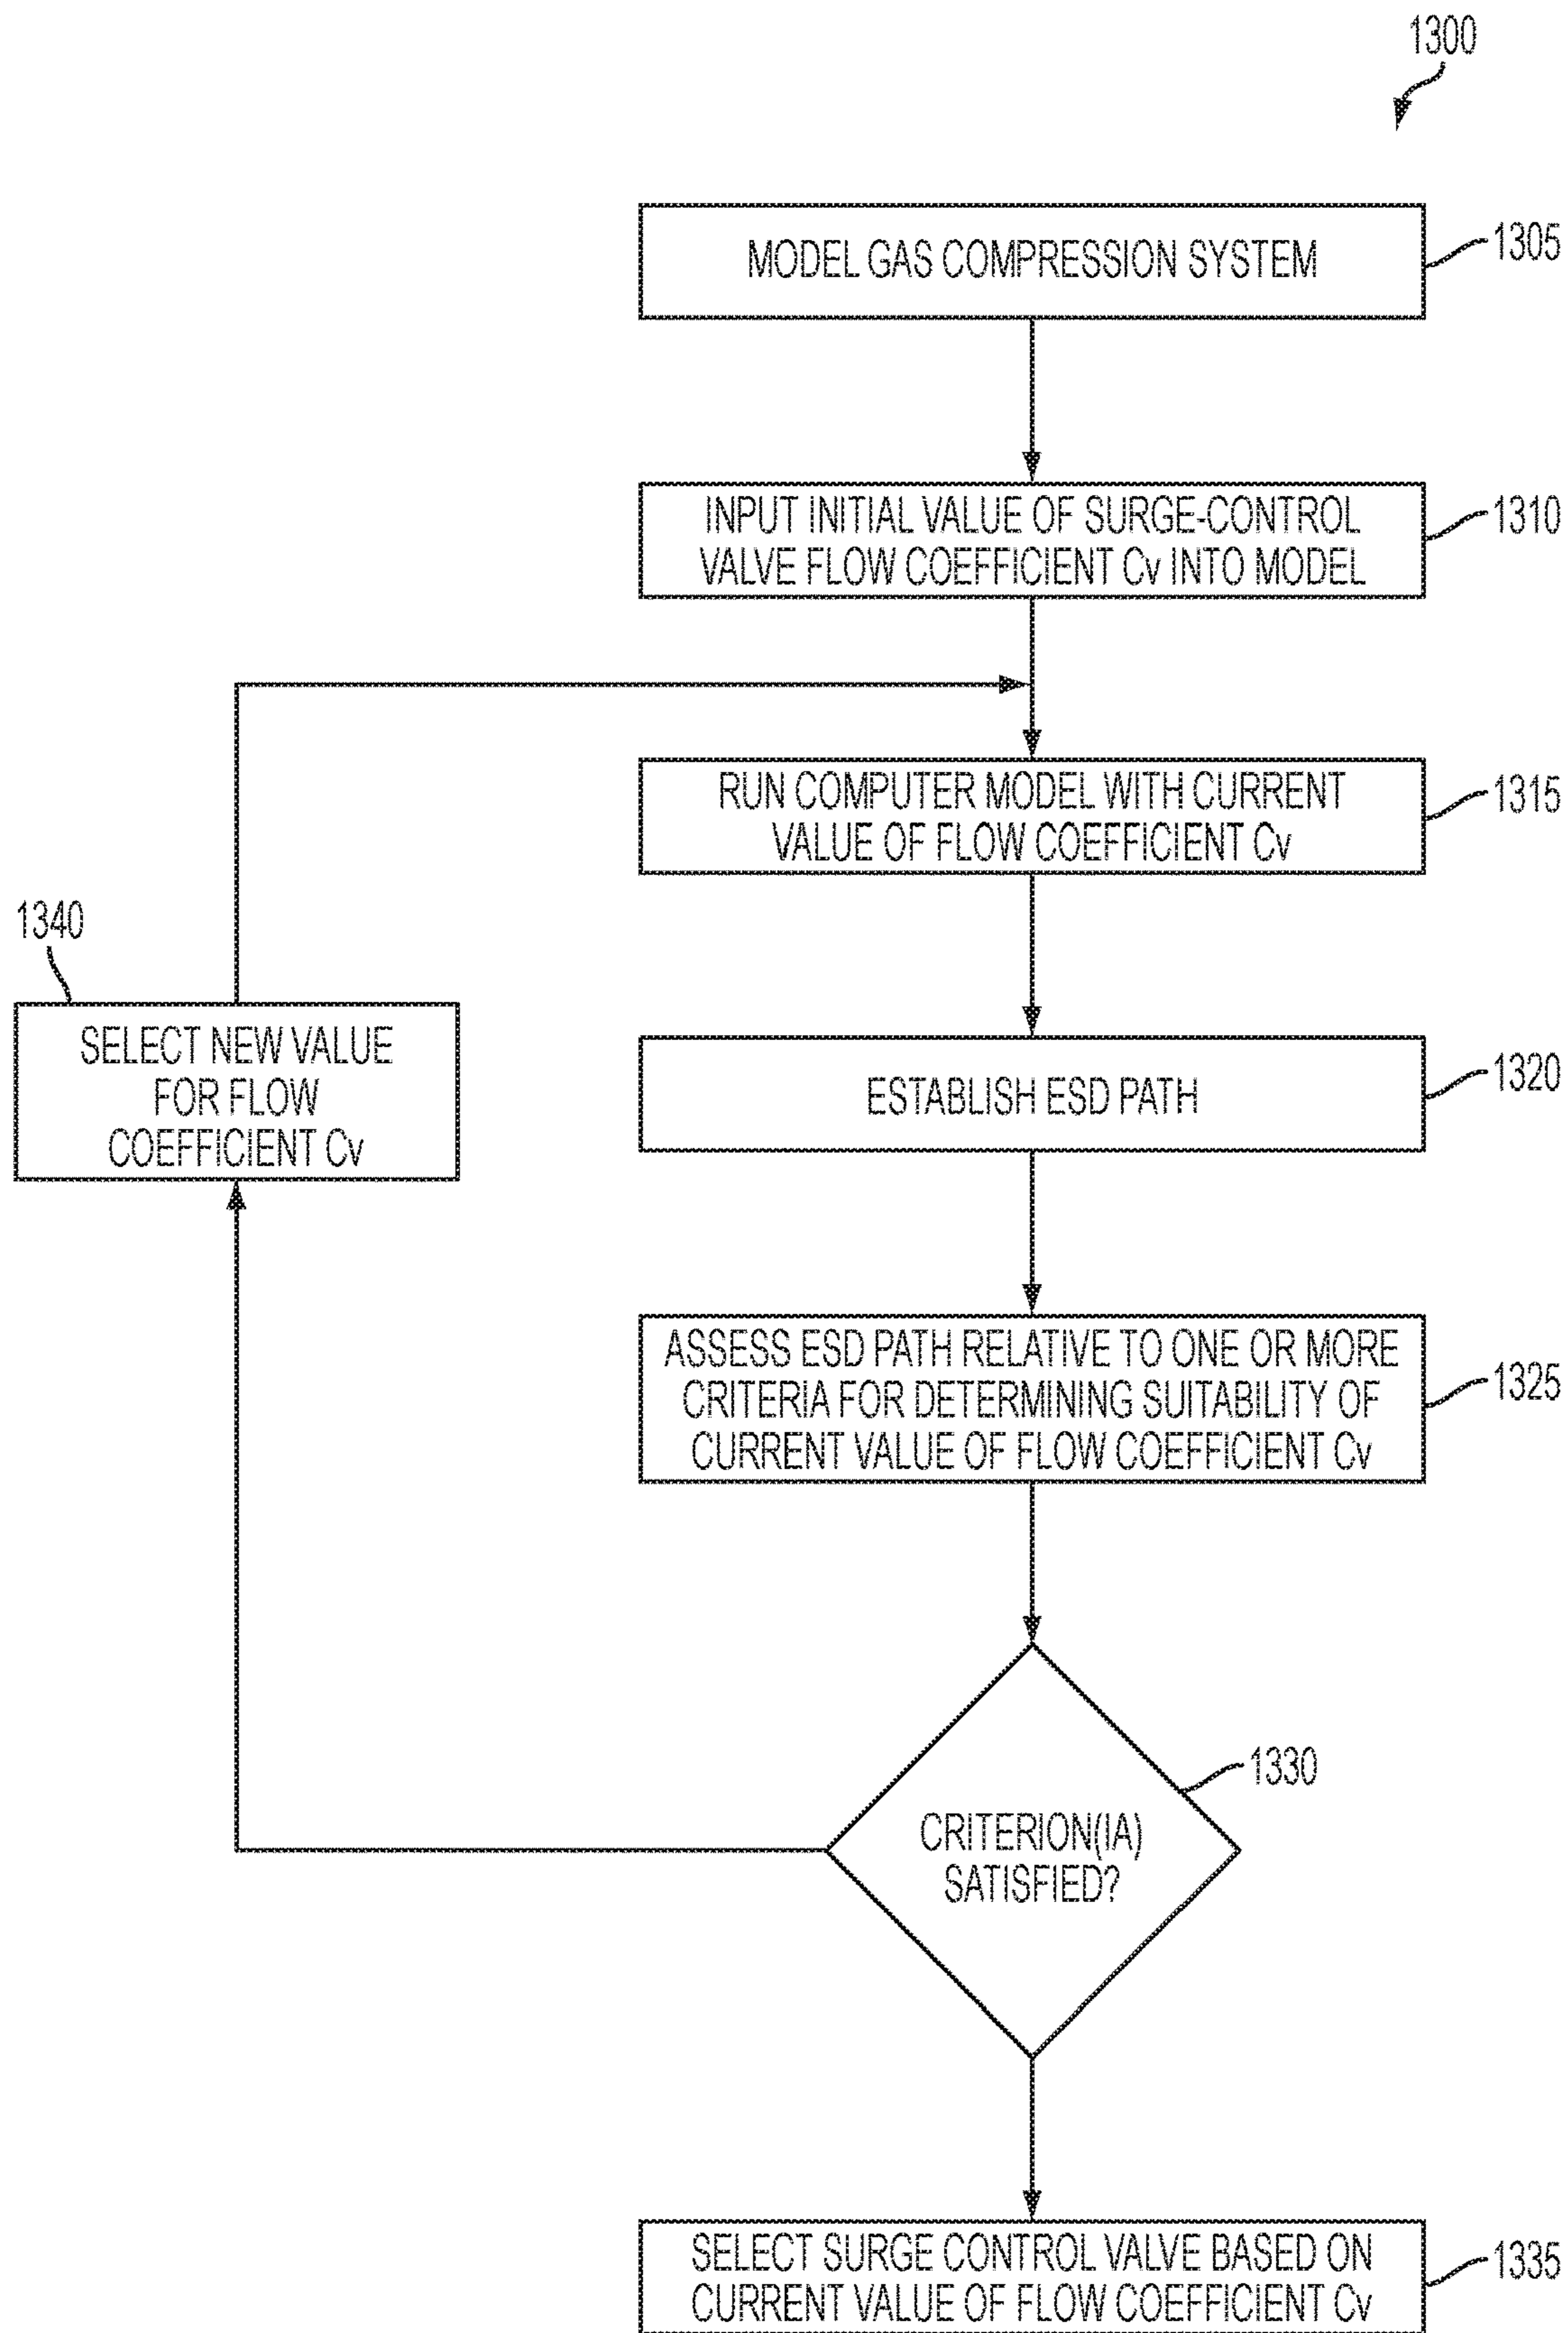 1300
MODEL GAS COMPRESSION SYSTEM
1305
INPUT INITIAL VALUE OF SURGE-CONTROL
VALVE FLOW COEFFICIENT Cv INTO MODEL
1310
RUN COMPUTER MODEL WITH CURRENT
VALUE OF FLOW COEFFICIENT Cv
1315
1340
SELECT NEW VALUE
FOR FLOW
COEFFICIENT Cv
ESTABLISH ESD PATH
1320
ASSESS ESD PATH RELATIVE TO ONE OR MORE
CRITERIA FOR DETERMINING SUITABILITY OF
CURRENT VALUE OF FLOW COEFFICIENT Cv
1325
1330
CRITERION(IA)
SATISFIED?
SELECT SURGE CONTROL VALVE BASED ON
CURRENT VALUE OF FLOW COEFFICIENT Cv
1335